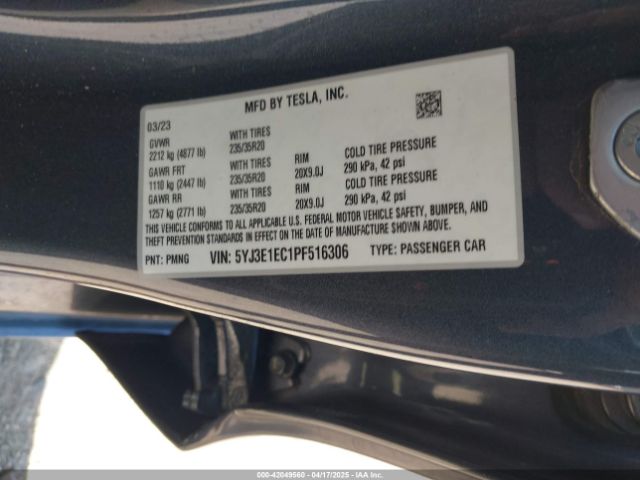 MFD BY TESLA, INC.
03/23
GVWR WITH TIRES
2212 kg (4877 lb) 235/35R20 RIM COLD TIRE PRESSURE
GAWR FRT WITH TIRES 20X9.0J 290 kPa, 42 psi
1110 kg (2447 lb) 235/35R20 RIM COLD TIRE PRESSURE
GAWR RR WITH TIRES 20X9.0J 290 kPa, 42 psi
1257 kg (2771 lb) 235/35R20
THIS VEHICLE CONFORMS TO ALL APPLICABLE U.S. FEDERAL MOTOR VEHICLE SAFETY, BUMPER, AND
THEFT PREVENTION STANDARDS IN EFFECT ON THE DATE OF MANUFACTURE SHOWN ABOVE.
PNT: PMNG VIN: 5YJ3E1EC1PF516306 TYPE: PASSENGER CAR
000-42049560 - 04/17/2025 - Copyright © IAA, Inc.